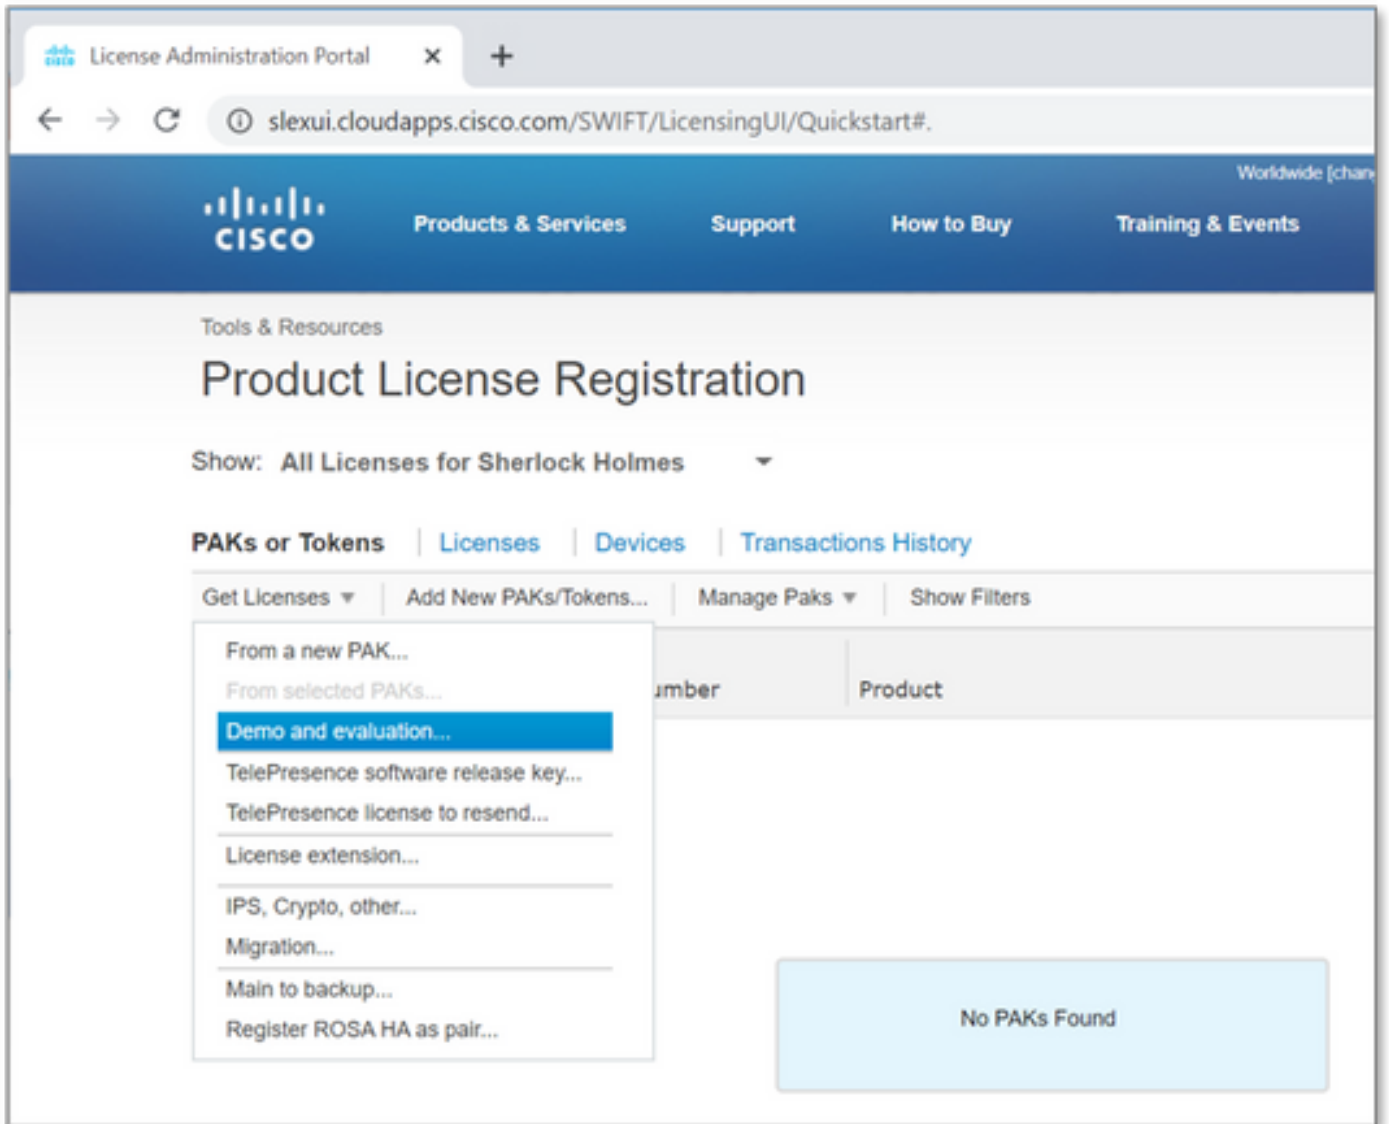 License Administration Portal
slexui.cloudapps.cisco.com/SWIFT/LicensingUI/Quickstart#.
Worldwide [chan
CISCO
Products & Services Support How to Buy Training & Events
Tools & Resources
Product License Registration
Show: All Licenses for Sherlock Holmes
PAKs or Tokens Licenses Devices Transactions History
Get Licenses Add New PAKs/Tokens... Manage Paks Show Filters
From a new PAK...
From selected PAKs...
umber Product
Demo and evaluation...
TelePresence software release key...
TelePresence license to resend...
License extension...
IPS, Crypto, other...
Migration...
Main to backup...
Register ROSA HA as pair...
No PAKs Found